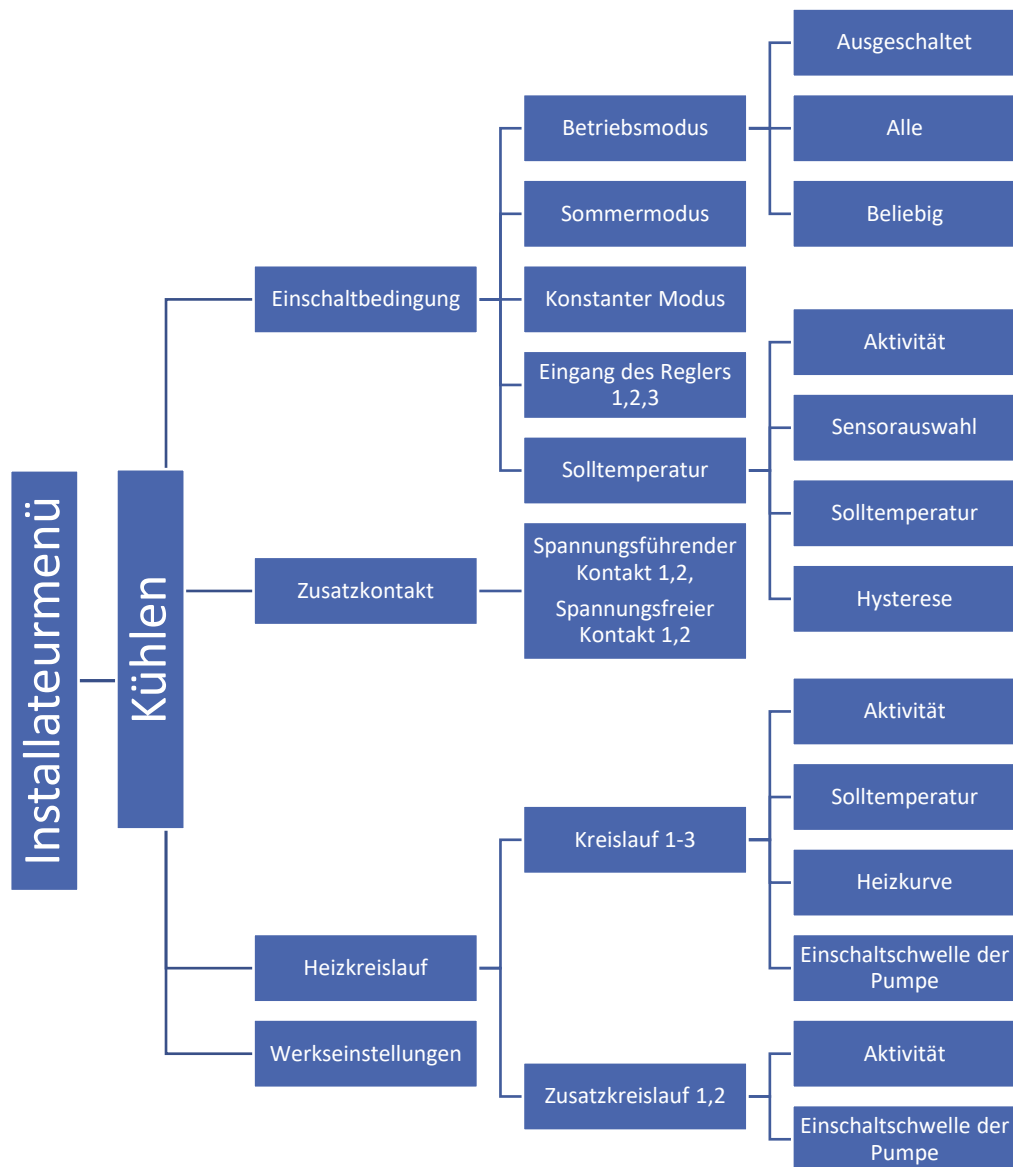 Installateurmenü
Kühlen
Einschaltbedingung
Betriebsmodus
Ausgeschaltet
Alle
Beliebig
Sommermodus
Konstanter Modus
Eingang des Reglers
1,2,3
Solltemperatur
Aktivität
Sensorauswahl
Solltemperatur
Hysterese
Zusatzkontakt
Spannungsführender
Kontakt 1,2,
Spannungsfreier
Kontakt 1,2
Heizkreislauf
Kreislauf 1-3
Aktivität
Solltemperatur
Heizkurve
Einschaltschwelle der
Pumpe
Zusatzkreislauf 1,2
Aktivität
Einschaltschwelle der
Pumpe
Werkseinstellungen